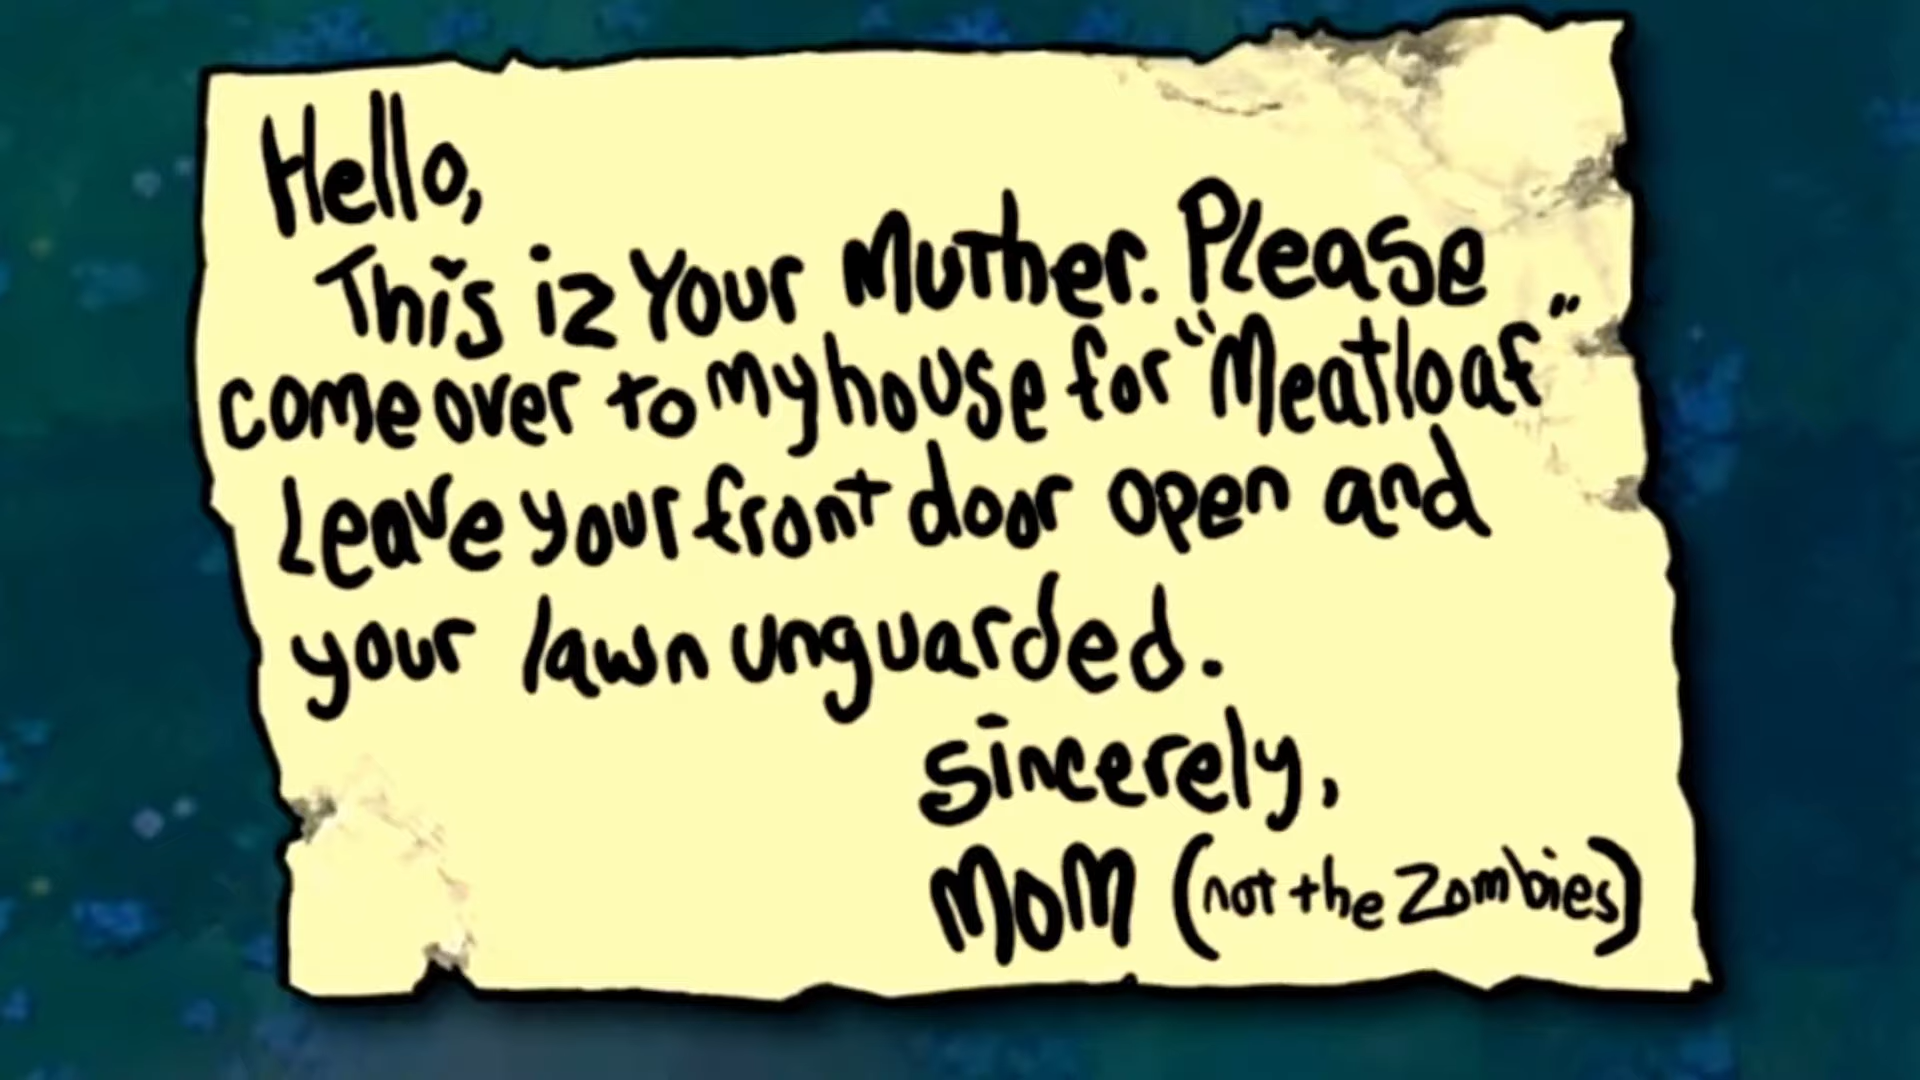 Hello,
This iz Your Muther. Please
come over to my house for "Meatloaf"
Leave your front door open and
your lawn unguarded.
sincerely,
MOM (not the Zombies)